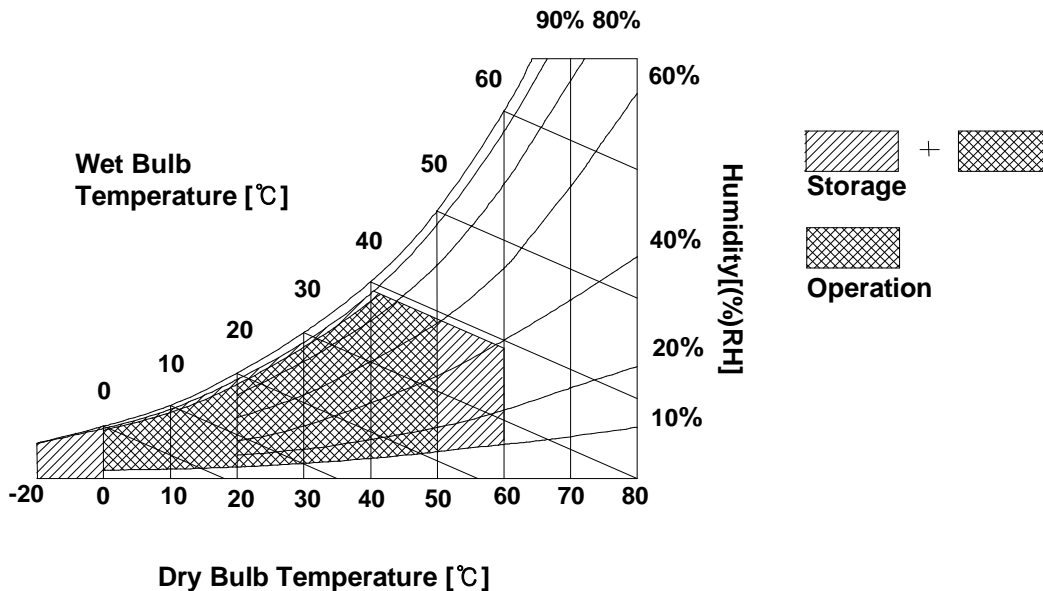 90% 80%
60
60%
50
Wet Bulb
Temperature [℃]
Storage
+
40
40%
30
Humidity[(%)RH]
Operation
20
20%
10
0
10%
-20 0 10 20 30 40 50 60 70 80
Dry Bulb Temperature [℃]